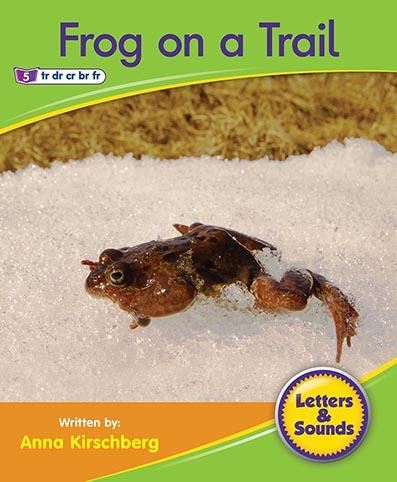 Frog on a Trail
5 tr dr cr br fr
Written by:
Anna Kirschberg
Letters
&
Sounds